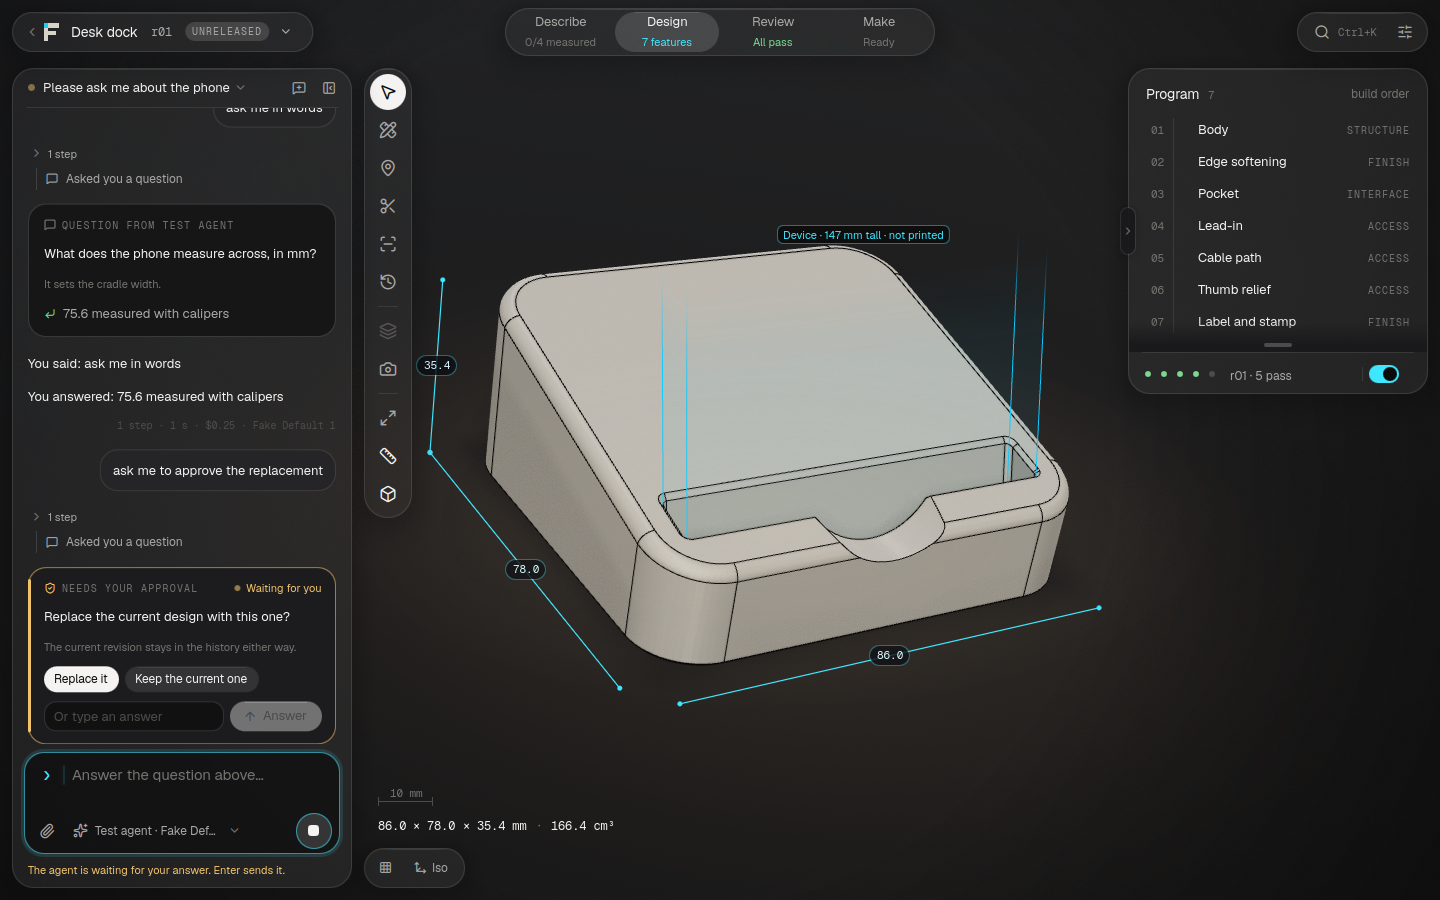 Desk dock r01 UNRELEASED
Describe
0/4 measured
Design
7 features
Review
All pass
Make
Ready
Ctrl+K
Please ask me about the phone
ask me in words
1 step
Asked you a question
QUESTION FROM TEST AGENT
What does the phone measure across, in mm?
It sets the cradle width.
75.6 measured with calipers
You said: ask me in words
You answered: 75.6 measured with calipers
1 step · 1 s · $0.25 · Fake Default 1
ask me to approve the replacement
1 step
Asked you a question
NEEDS YOUR APPROVAL
Waiting for you
Replace the current design with this one?
The current revision stays in the history either way.
Replace it
Keep the current one
Or type an answer
Answer
Answer the question above...
Test agent · Fake Def...
The agent is waiting for your answer. Enter sends it.
Device · 147 mm tall · not printed
35.4
78.0
86.0
10 mm
86.0 × 78.0 × 35.4 mm · 166.4 cm³
Iso
Program 7
build order
01 Body STRUCTURE
02 Edge softening FINISH
03 Pocket INTERFACE
04 Lead-in ACCESS
05 Cable path ACCESS
06 Thumb relief ACCESS
07 Label and stamp FINISH
r01 · 5 pass